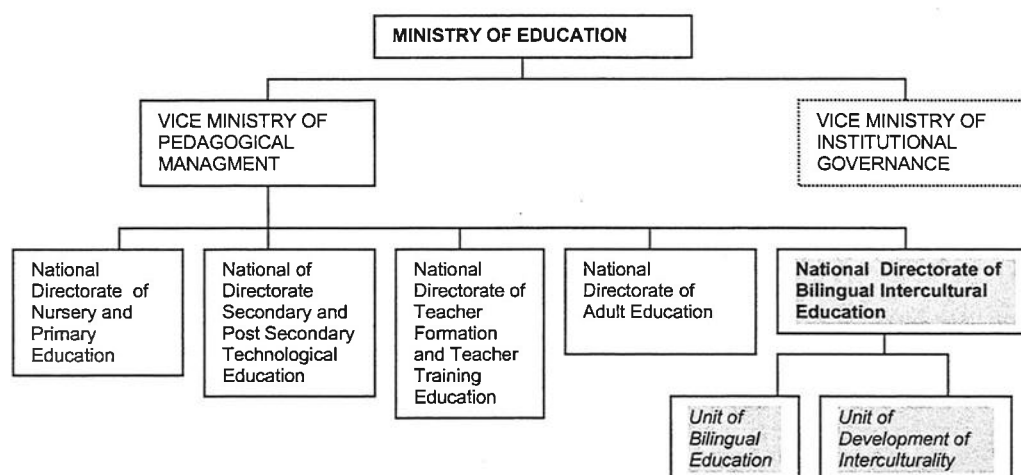 MINISTRY OF EDUCATION
VICE MINISTRY OF
PEDAGOGICAL
MANAGMENT
VICE MINISTRY OF
INSTITUTIONAL
GOVERNANCE
National
Directorate of
Nursery and
Primary
Education
National of
Directorate
Secondary and
Post Secondary
Technological
Education
National
Directorate of
Teacher
Formation
and Teacher
Training
Education
National
Directorate of
Adult Education
National Directorate of
Bilingual Intercultural
Education
Unit of
Bilingual
Education
Unit of
Development of
Interculturality